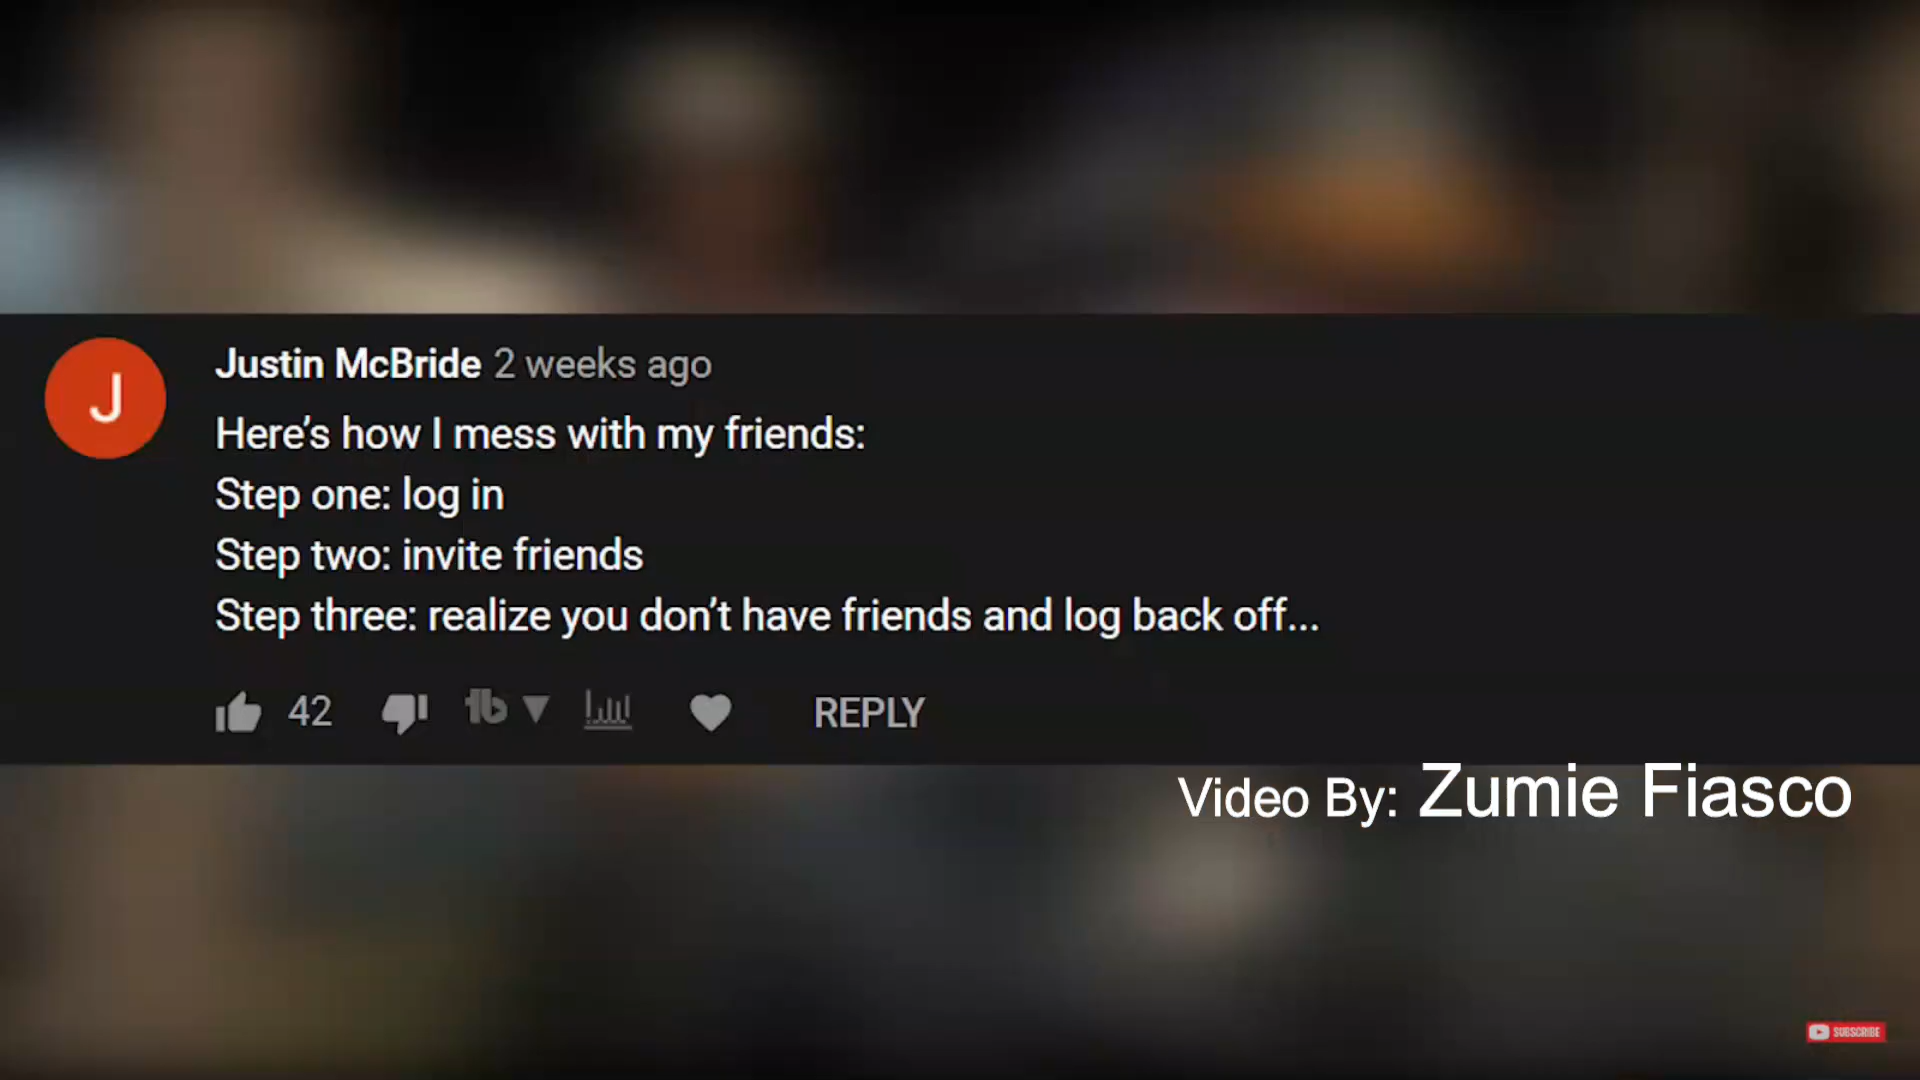 J
Justin McBride 2 weeks ago
Here's how I mess with my friends:
Step one: log in
Step two: invite friends
Step three: realize you don't have friends and log back off...
42
tb
REPLY
Video By: Zumie Fiasco
SUBSCRIBE